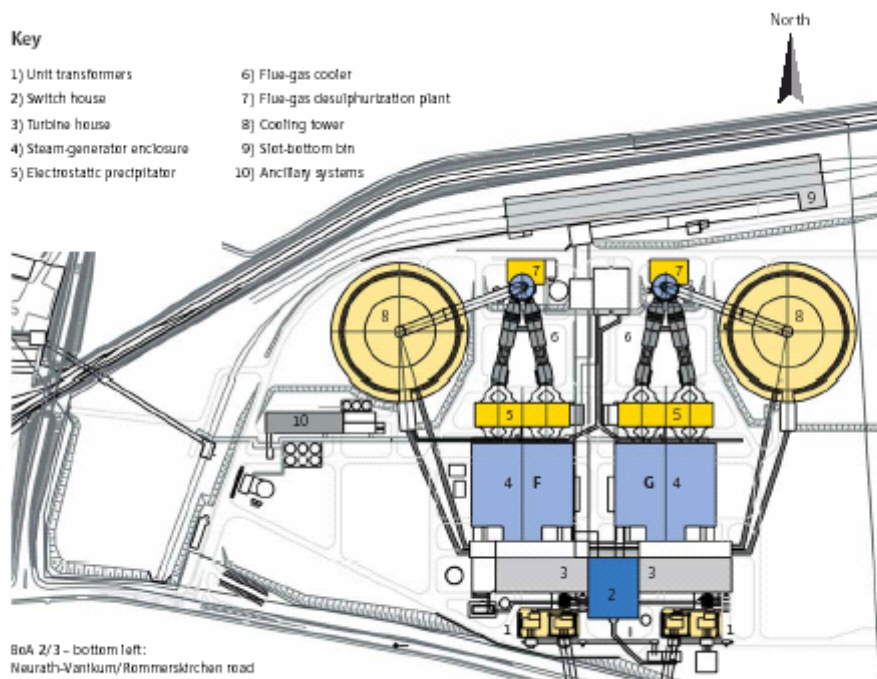 North
Key
1) Unit transformers
2) Switch house
3) Turbine house
4) Steam-generator enclosure
5) Electrostatic precipitator
6) Flue-gas cooler
7) Flue-gas desulphurization plant
8) Cooling tower
9) Slot-bottom bin
10) Ancillary systems
9
7 7
8 8
6 6
10 5 5
4 F G 4
3 3
2
1 1
BoA 2/3 – bottom left:
Neurath–Vanikum/Rommerskirchen road